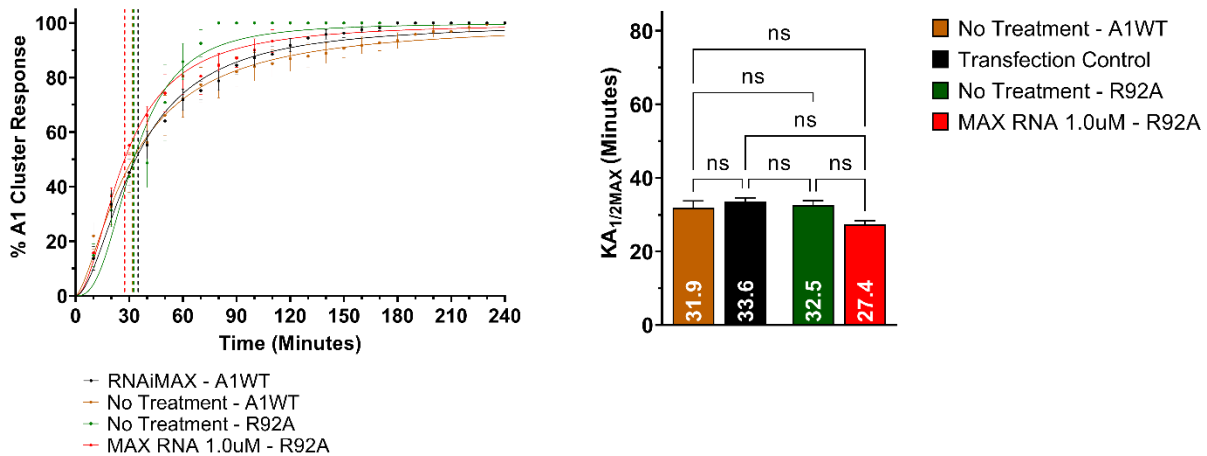 % A1 Cluster Response
100
80
60
40
20
0
0 30 60 90 120 150 180 210 240
Time (Minutes)
RNAiMAX - A1WT
No Treatment - A1WT
No Treatment - R92A
MAX RNA 1.0uM - R92A
KA1/2MAX (Minutes)
80
60
40
20
0
ns
ns
ns
ns ns ns
31.9 33.6 32.5 27.4
No Treatment - A1WT
Transfection Control
No Treatment - R92A
MAX RNA 1.0uM - R92A